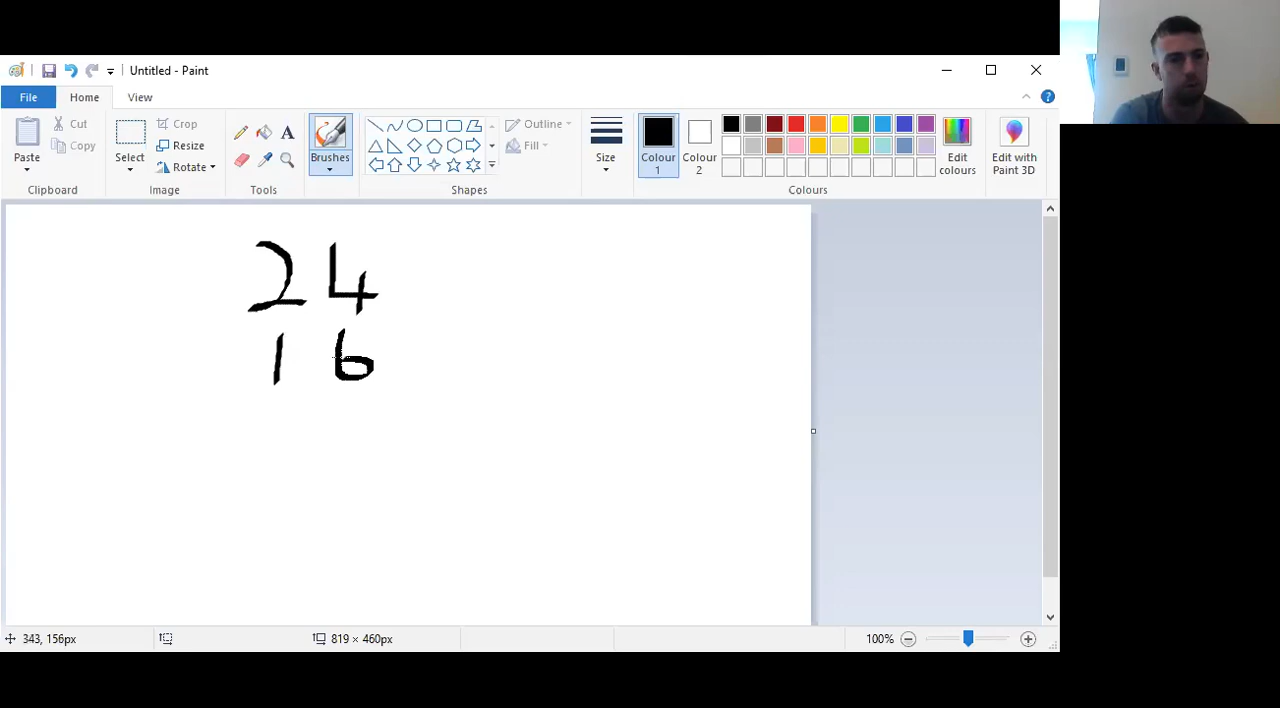 Untitled - Paint
File Home View
Paste
Cut
Copy
Clipboard
Select
Crop
Resize
Rotate
Image
A
Tools
Brushes
Outline
Fill
Shapes
Size
Colour 1
Colour 2
Edit colours
Colours
Edit with Paint 3D
24
16
343, 156px
819 × 460px
100%